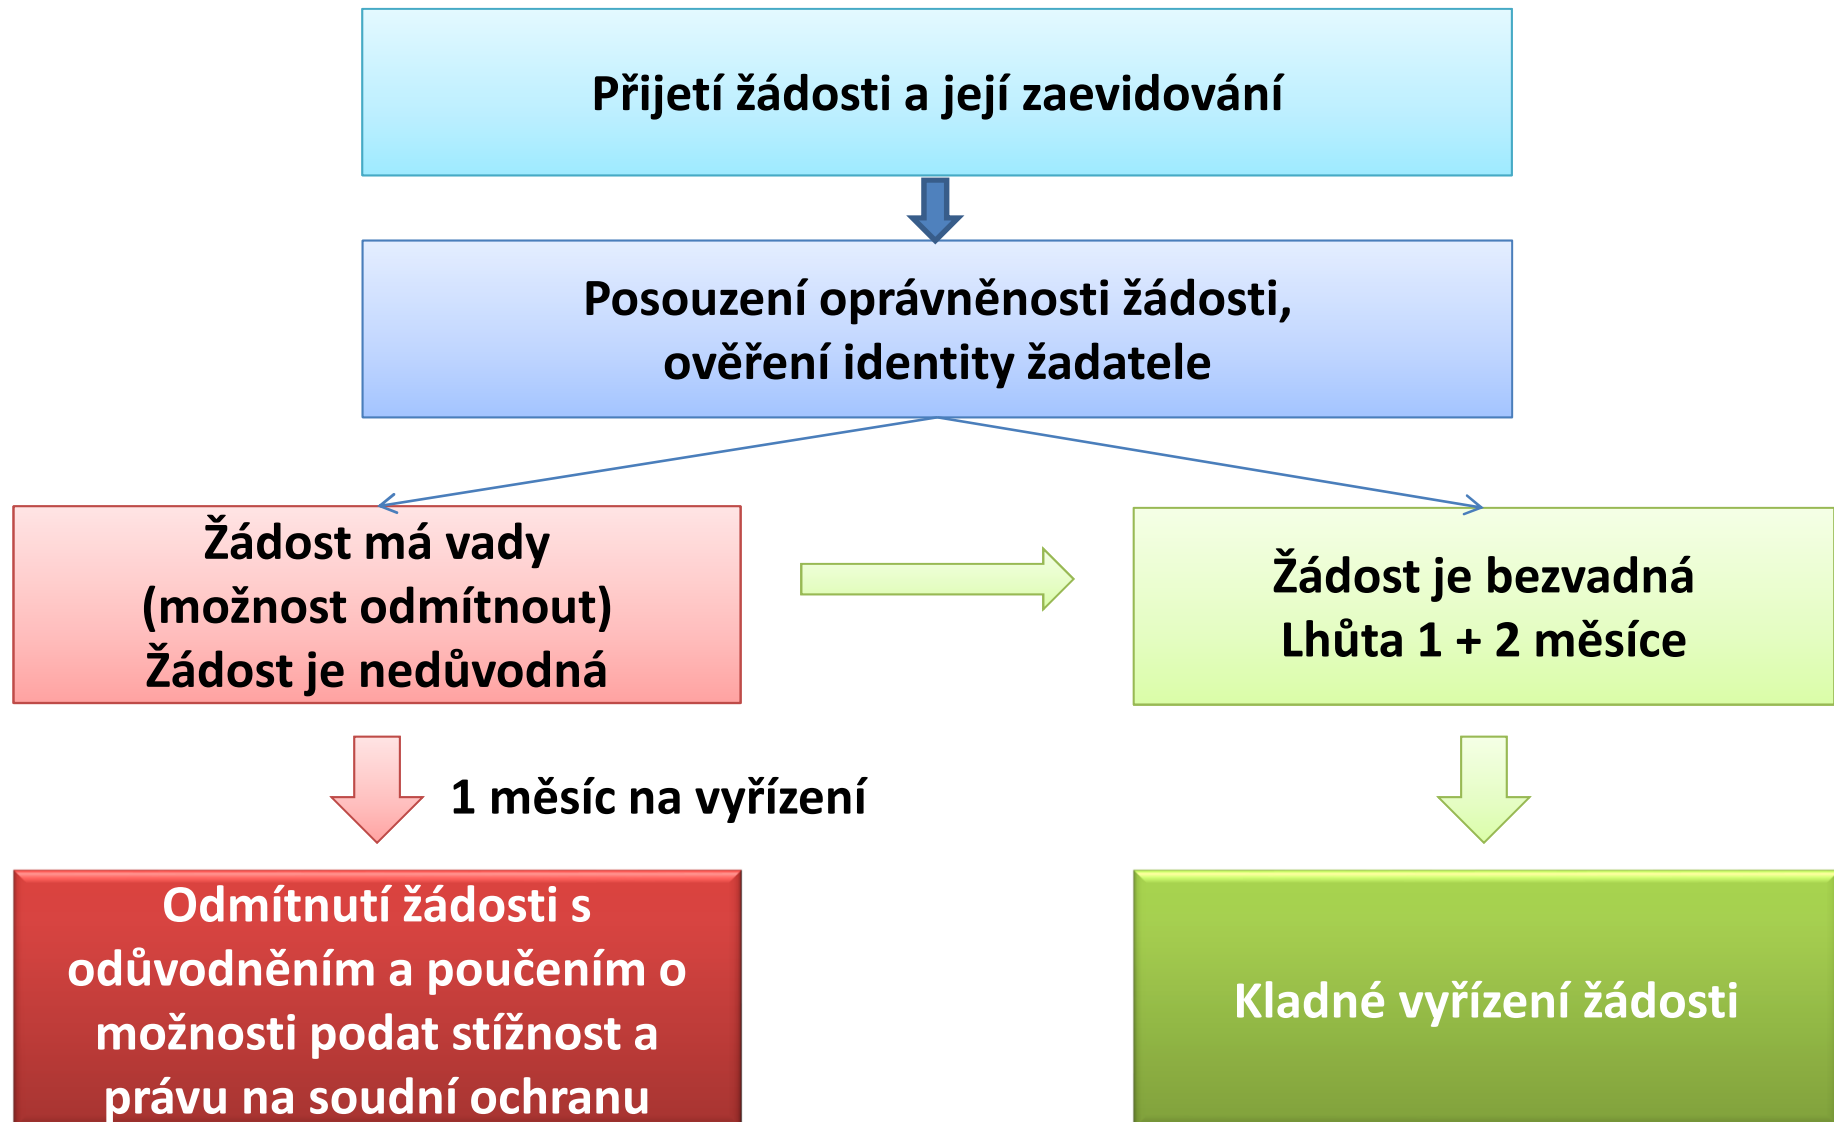 Přijetí žádosti a její zaevidování
Posouzení oprávněnosti žádosti,
ověření identity žadatele
Žádost má vady
(možnost odmítnout)
Žádost je nedůvodná
Žádost je bezvadná
Lhůta 1 + 2 měsíce
1 měsíc na vyřízení
Odmítnutí žádosti s
odůvodněním a poučením o
možnosti podat stížnost a
právu na soudní ochranu
Kladné vyřízení žádosti